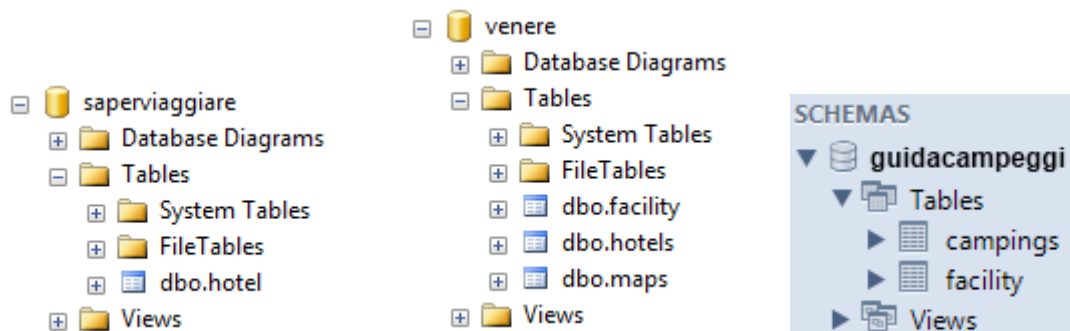 saperviaggiare
Database Diagrams
Tables
System Tables
FileTables
dbo.hotel
Views
venere
Database Diagrams
Tables
System Tables
FileTables
dbo.facility
dbo.hotels
dbo.maps
Views
SCHEMAS
guidacampeggi
Tables
campings
facility
Views